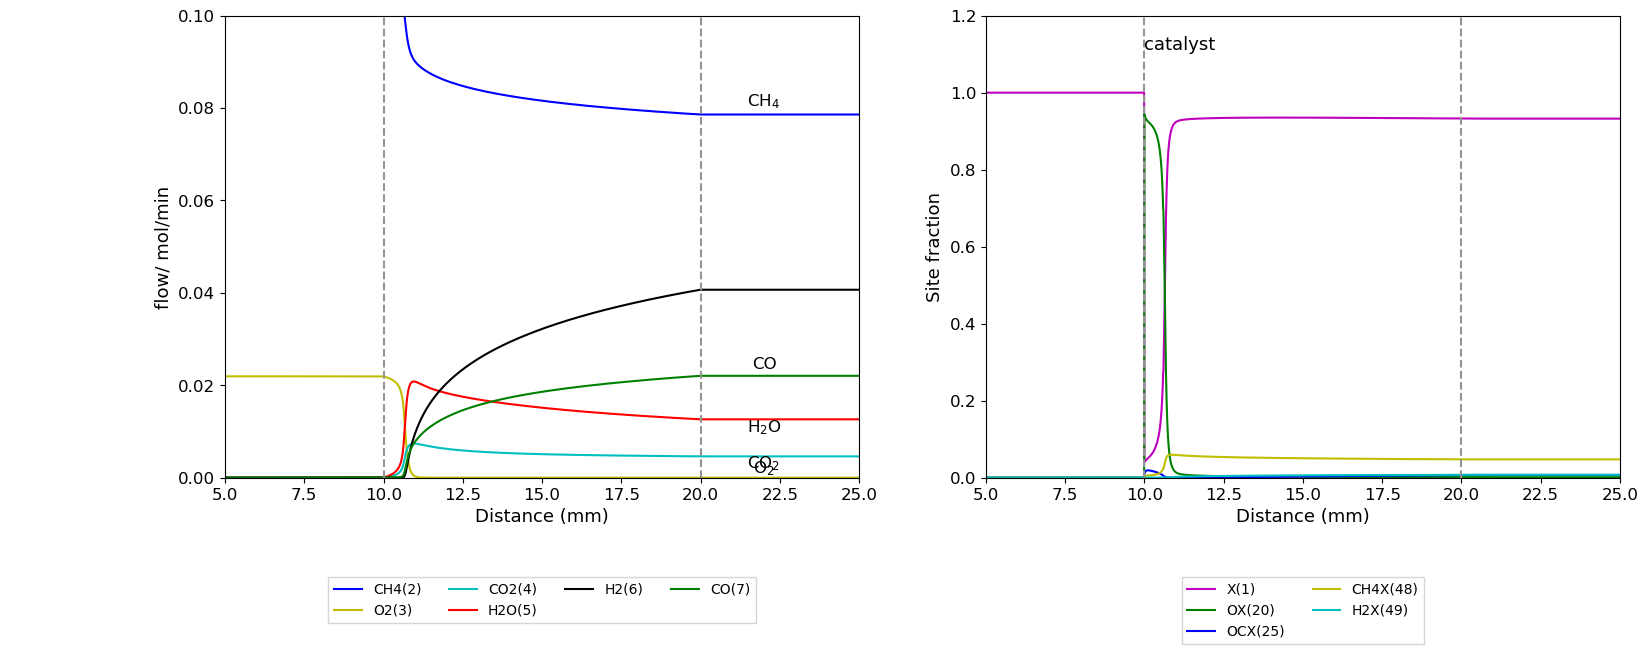 0.10
0.08
0.06
0.04
0.02
0.00
flow/ mol/min
CH4
CO
H2O
CO2
O2
5.0 7.5 10.0 12.5 15.0 17.5 20.0 22.5 25.0
Distance (mm)
CH4(2) CO2(4) H2(6) CO(7)
O2(3) H2O(5)
1.2
1.0
0.8
0.6
0.4
0.2
0.0
Site fraction
catalyst
5.0 7.5 10.0 12.5 15.0 17.5 20.0 22.5 25.0
Distance (mm)
X(1) CH4X(48)
OX(20) H2X(49)
OCX(25)